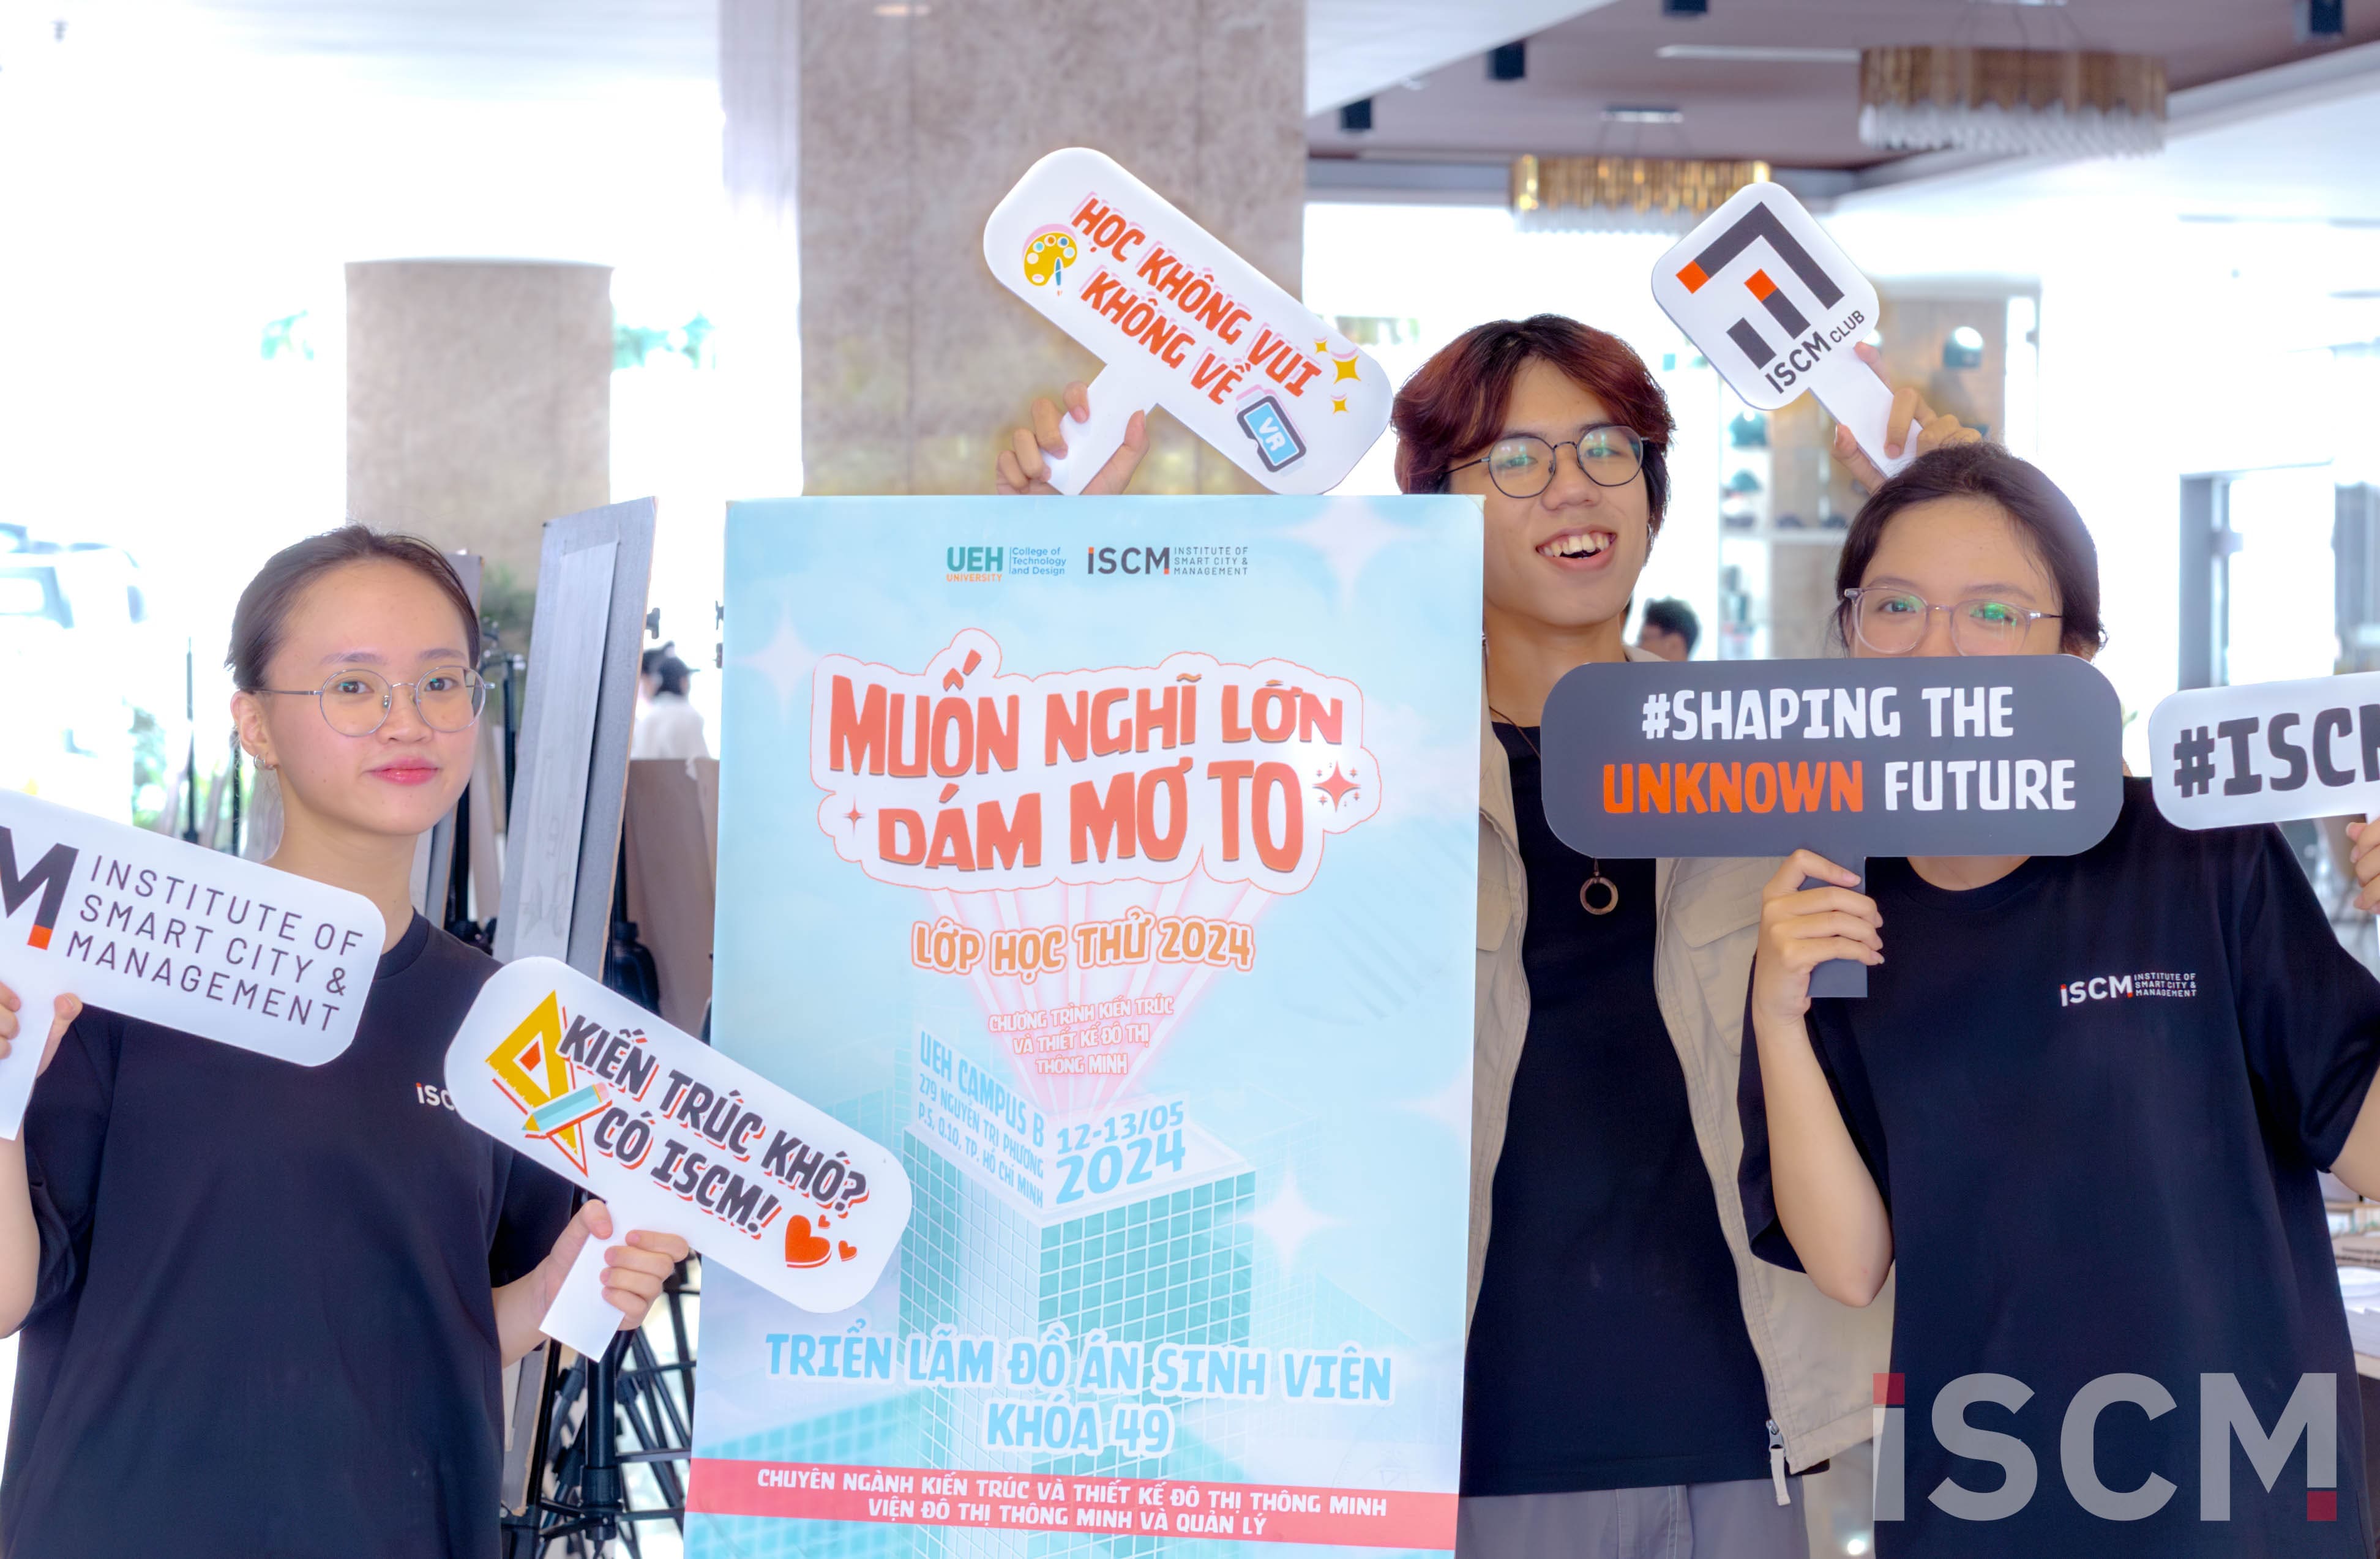 HỌC KHÔNG VUI
KHÔNG VỀ
VR
ISCM CLUB
UEH
UNIVERSITY
College of
Technology
and Design
ISCM
INSTITUTE OF
SMART CITY &
MANAGEMENT
MUỐN NGHĨ LỚN
DÁM MƠ TO
LỚP HỌC THỬ 2024
CHƯƠNG TRÌNH KIẾN TRÚC
VÀ THIẾT KẾ ĐÔ THỊ
THÔNG MINH
UEH CAMPUS B
279 NGUYỄN TRI PHƯƠNG
P.5, Q.10, TP. HỒ CHÍ MINH
12-13/05
2024
TRIỂN LÃM ĐỒ ÁN SINH VIÊN
KHÓA 49
CHUYÊN NGÀNH KIẾN TRÚC VÀ THIẾT KẾ ĐÔ THỊ THÔNG MINH
VIỆN ĐÔ THỊ THÔNG MINH VÀ QUẢN LÝ
M
INSTITUTE OF
SMART CITY &
MANAGEMENT
ISC
KIẾN TRÚC KHÓ?
CÓ ISCM!
#SHAPING THE
UNKNOWN FUTURE
#ISC
ISCM
INSTITUTE OF
SMART CITY &
MANAGEMENT
iSCM